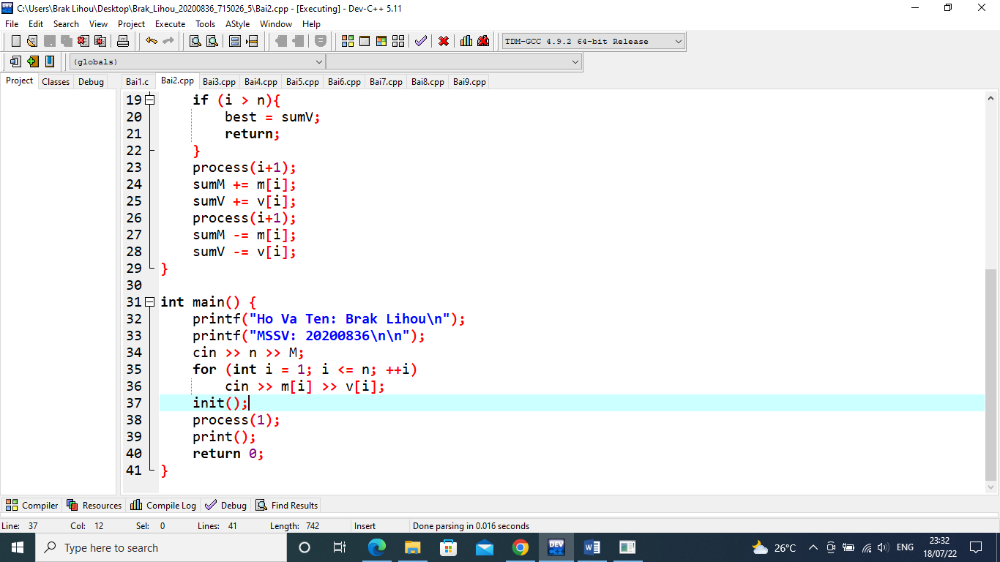 C:\Users\Brak Lihou\Desktop\Brak_Lihou_20200836_715026_5\Bai2.cpp - [Executing] - Dev-C++ 5.11
File Edit Search View Project Execute Tools AStyle Window Help
TDM-GCC 4.9.2 64-bit Release
(globals)
Project Classes Debug Bai1.c Bai2.cpp Bai3.cpp Bai4.cpp Bai5.cpp Bai6.cpp Bai7.cpp Bai8.cpp Bai9.cpp
19 if (i > n){
20 best = sumV;
21 return;
22 }
23 process(i+1);
24 sumM += m[i];
25 sumV += v[i];
26 process(i+1);
27 sumM -= m[i];
28 sumV -= v[i];
29 }
30
31 int main() {
32 printf("Ho Va Ten: Brak Lihou\n");
33 printf("MSSV: 20200836\n\n");
34 cin >> n >> M;
35 for (int i = 1; i <= n; ++i)
36 cin >> m[i] >> v[i];
37 init();
38 process(1);
39 print();
40 return 0;
41 }
Compiler Resources Compile Log Debug Find Results
Line: 37 Col: 12 Sel: 0 Lines: 41 Length: 742 Insert Done parsing in 0.016 seconds
Type here to search DEV 26°C ENG 23:32
18/07/22